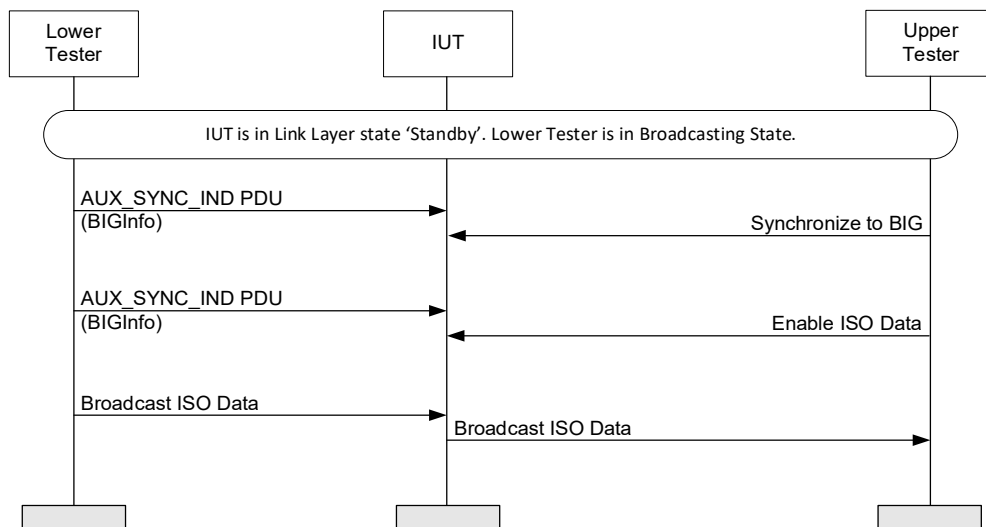 Lower
Tester
IUT
Upper
Tester
IUT is in Link Layer state ‘Standby’. Lower Tester is in Broadcasting State.
AUX_SYNC_IND PDU
(BIGInfo)
Synchronize to BIG
AUX_SYNC_IND PDU
(BIGInfo)
Enable ISO Data
Broadcast ISO Data
Broadcast ISO Data